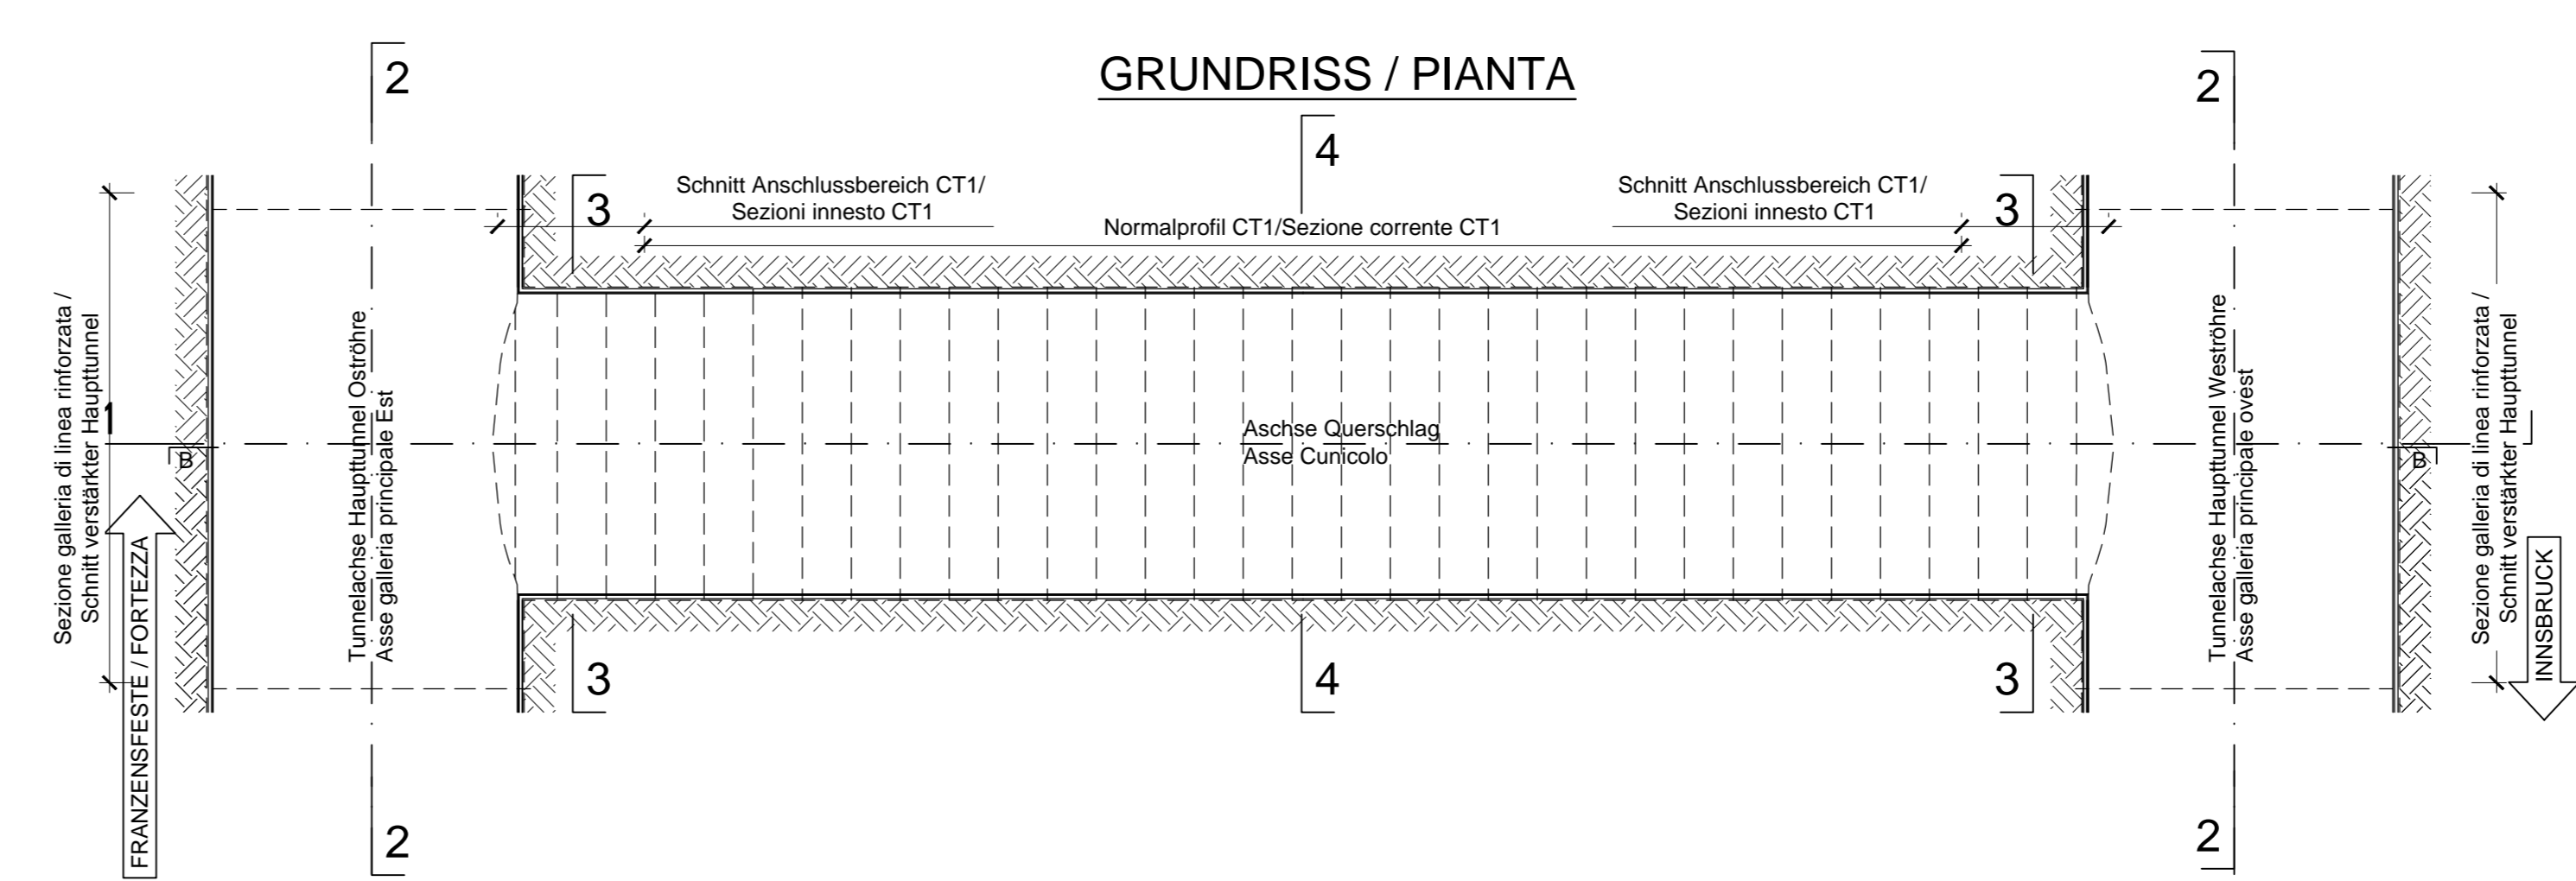 GRUNDRISS / PIANTA
2
2
4
3
Schnitt Anschlussbereich CT1/
Sezioni innesto CT1
Normalprofil CT1/Sezione corrente CT1
Schnitt Anschlussbereich CT1/
Sezioni innesto CT1
3
Sezione galleria di linea rinforzata /
Schnitt verstärkter Haupttunnel
1
B
FRANZENSFESTE / FORTEZZA
Tunnelachse Haupttunnel Oströhre
Asse galleria principale Est
Aschse Querschlag
Asse Cunicolo
Tunnelachse Haupttunnel Weströhre
Asse galleria principale ovest
B
Sezione galleria di linea rinforzata /
Schnitt verstärkter Haupttunnel
INNSBRUCK
3
4
3
2
2